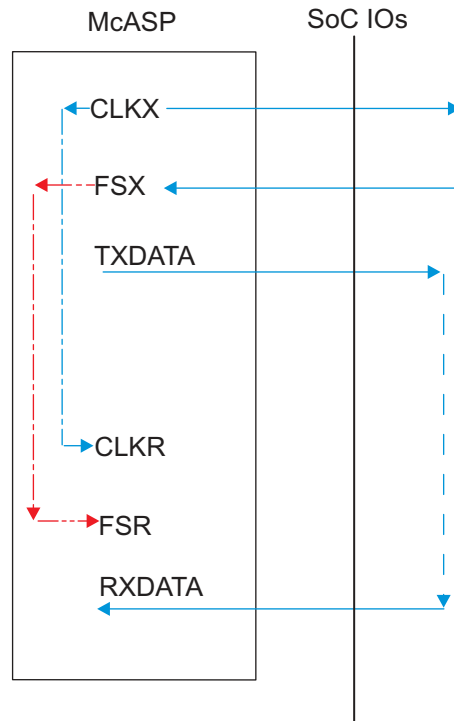 McASP
SoC IOs
CLKX
FSX
TXDATA
CLKR
FSR
RXDATA